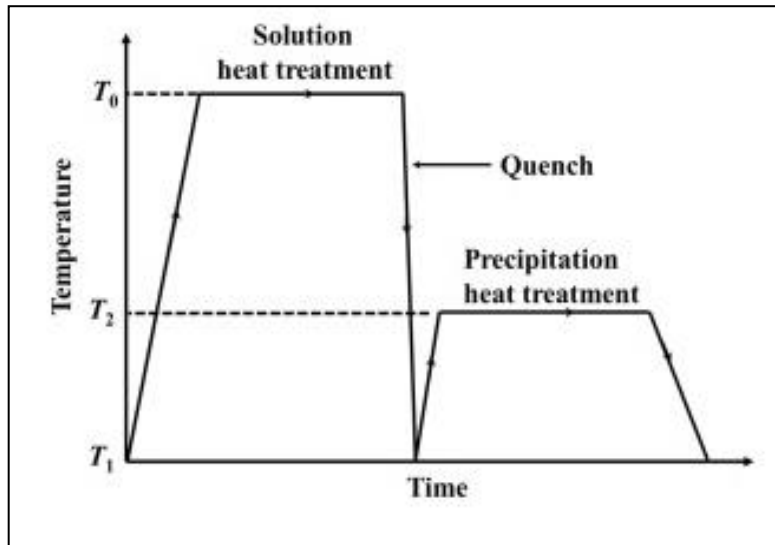 Solution
heat treatment
T₀
Quench
Temperature
Precipitation
heat treatment
T₂
T₁
Time